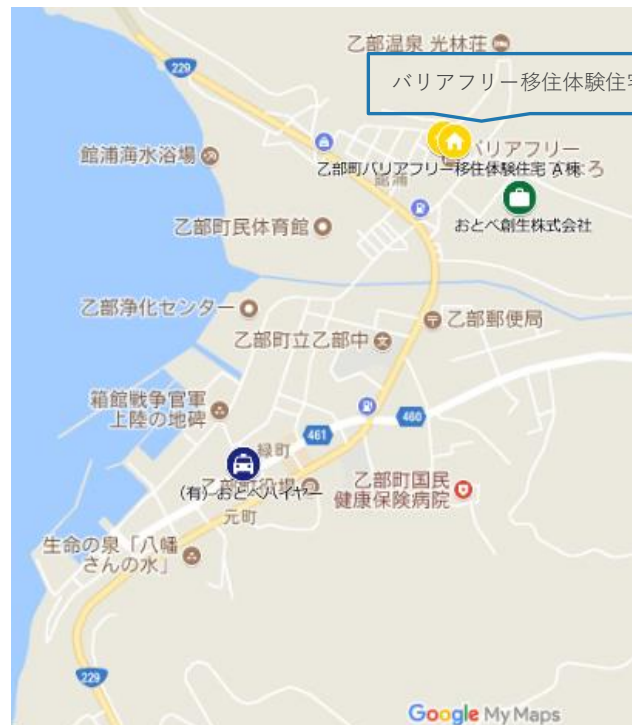 乙部温泉 光林荘
バリアフリー移住体験住宅
229
館浦海水浴場
バリアフリー
乙部町バリアフリー移住体験住宅 A棟
ろ
館浦
乙部町民体育館
おとべ創生株式会社
乙部浄化センター
乙部郵便局
乙部町立乙部中
箱館戦争官軍
上陸の地碑
461
460
緑町
乙部町役場
(有)おとべハイヤー
乙部町国民
健康保険病院
元町
生命の泉「八幡
さんの水」
229
Google My Maps